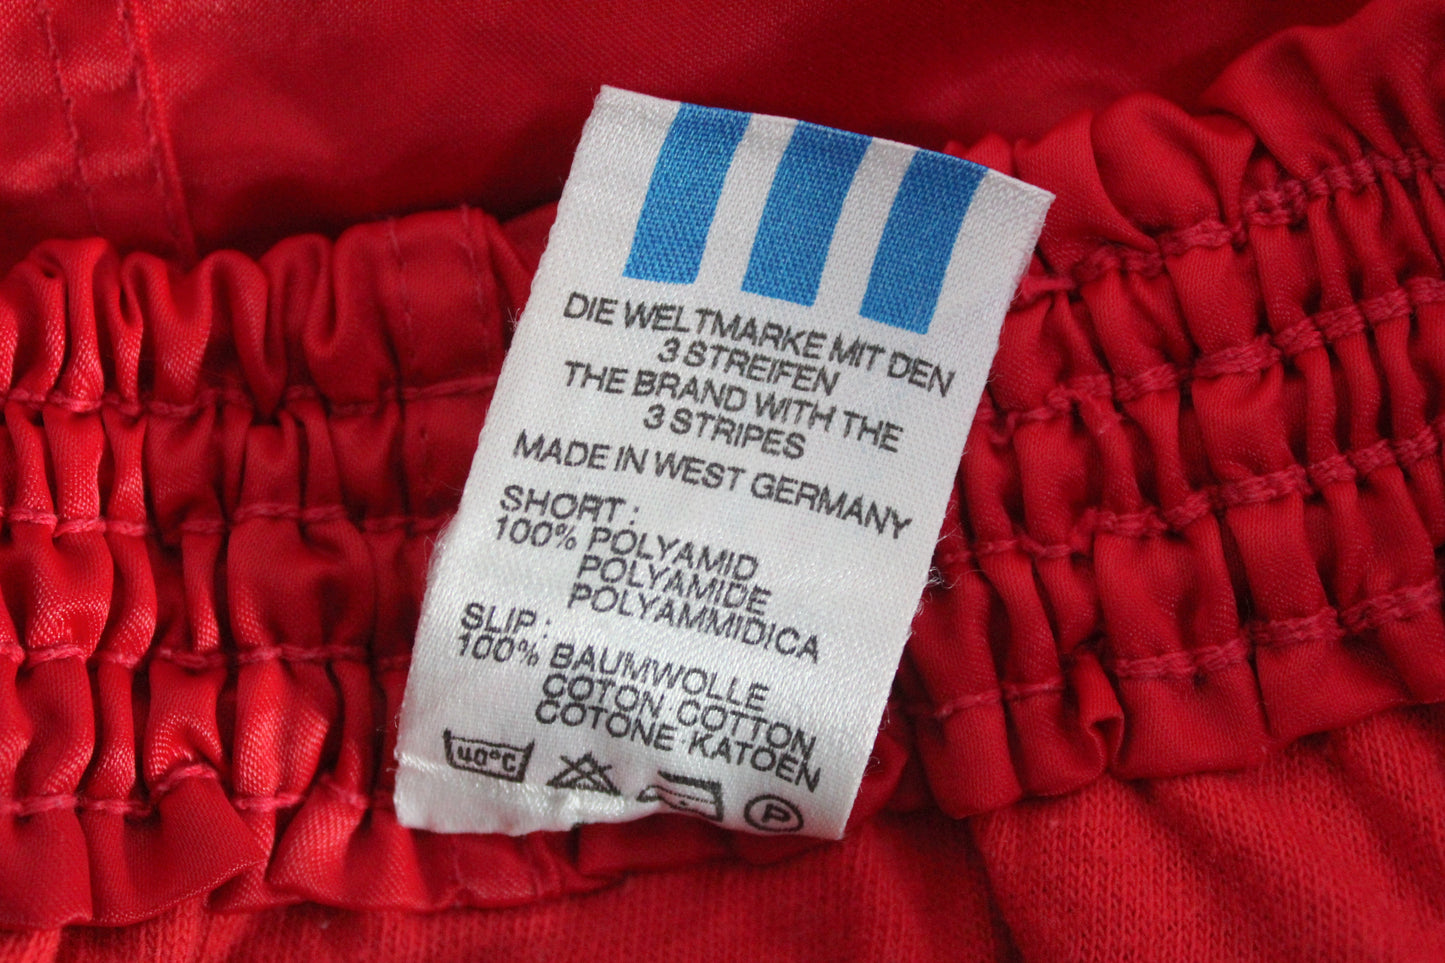 DIE WELTMARKE MIT DEN
3 STREIFEN
THE BRAND WITH THE
3 STRIPES
MADE IN WEST GERMANY
SHORT :
100% POLYAMID
POLYAMIDE
POLYAMMIDICA
SLIP :
100% BAUMWOLLE
COTON COTTON
COTONE KATOEN
40°C
P